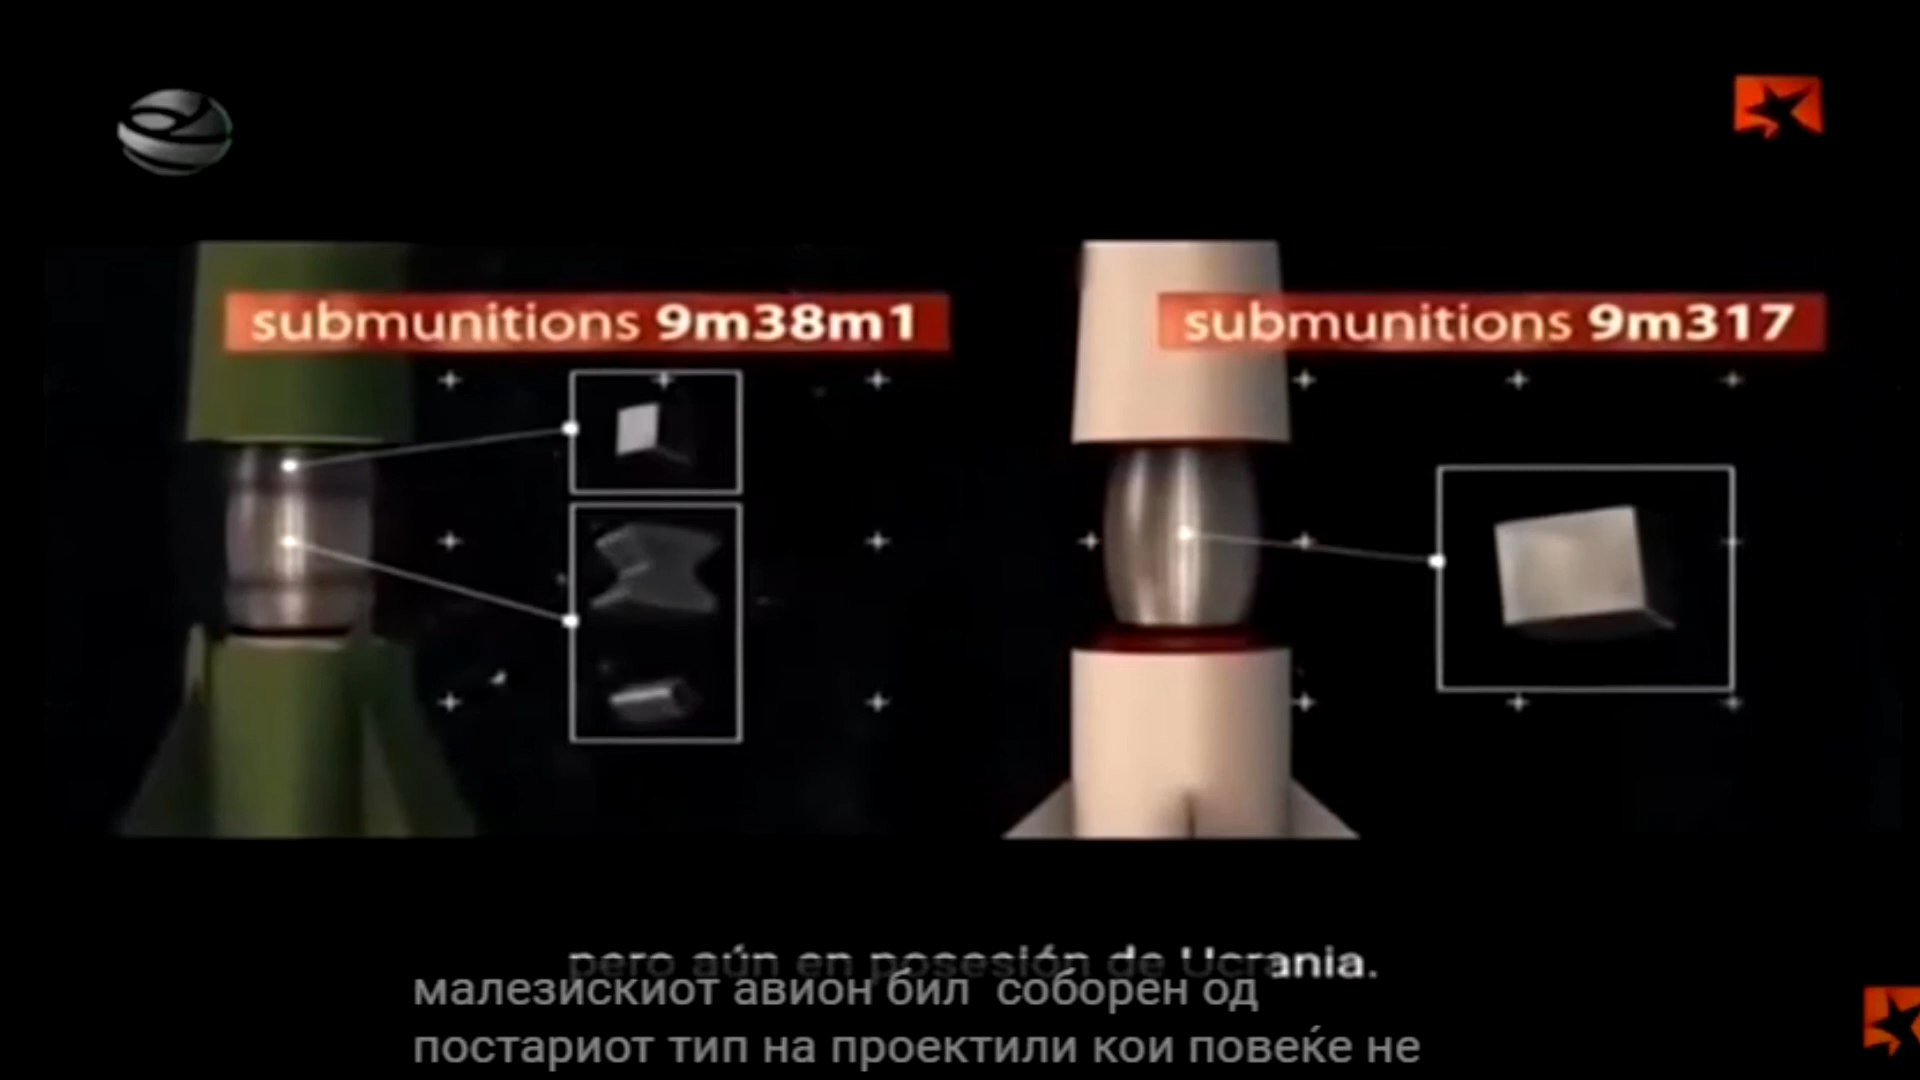 submunitions 9m38m1
submunitions 9m317
pero aún en posesión de Ucrania.
малезискиот авион бил соборен од
постариот тип на проектили кои повеќе не